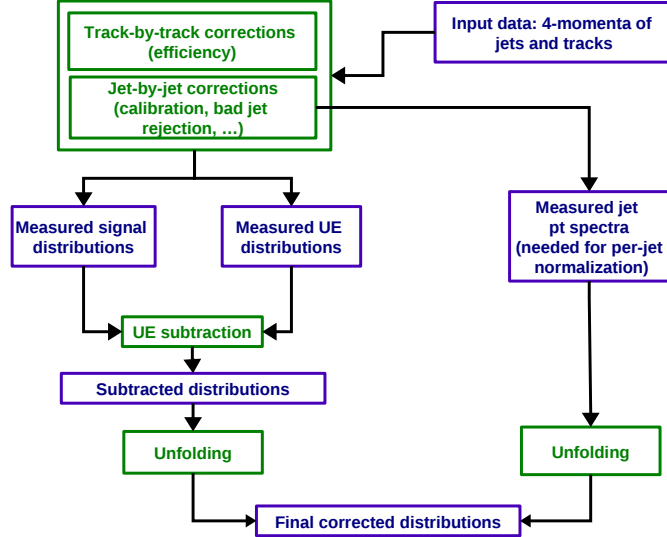 Track-by-track corrections
(efficiency)
Input data: 4-momenta of
jets and tracks
Jet-by-jet corrections
(calibration, bad jet
rejection, ...)
Measured signal
distributions
Measured UE
distributions
Measured jet
pt spectra
(needed for per-jet
normalization)
UE subtraction
Subtracted distributions
Unfolding
Unfolding
Final corrected distributions